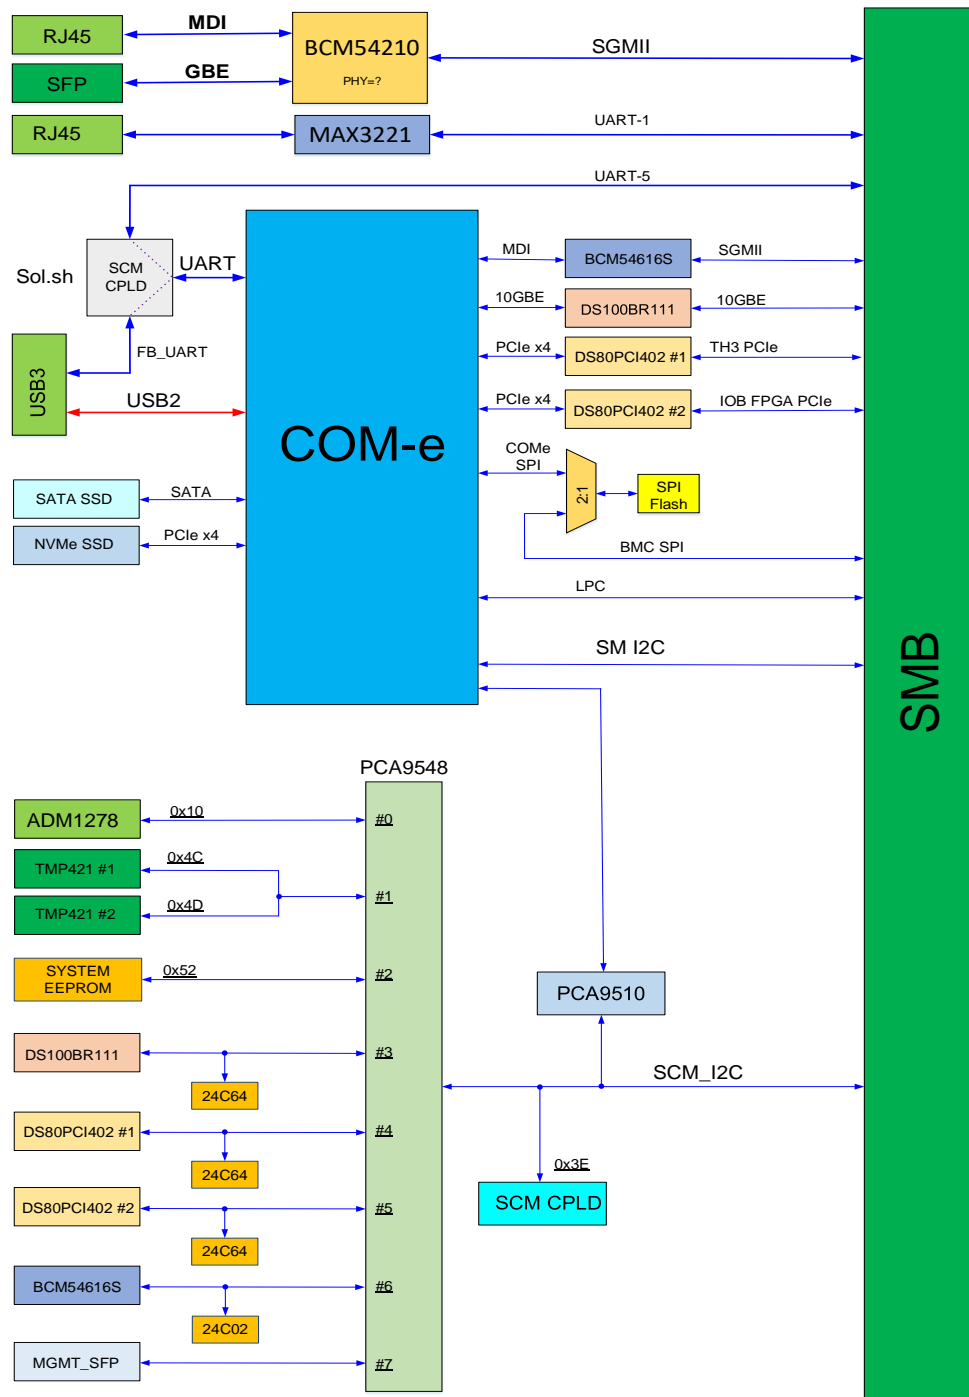 RJ45
MDI
BCM54210
PHY=?
SGMII
SFP
GBE
RJ45
MAX3221
UART-1
UART-5
Sol.sh
SCM
CPLD
UART
FB_UART
USB3
USB2
COM-e
MDI
BCM54616S
SGMII
10GBE
DS100BR111
10GBE
PCIe x4
DS80PCI402 #1
TH3 PCIe
PCIe x4
DS80PCI402 #2
IOB FPGA PCIe
COMe
SPI
2:1
SPI
Flash
BMC SPI
SATA SSD
SATA
NVMe SSD
PCIe x4
LPC
SM I2C
SMB
PCA9548
ADM1278
0x10
#0
TMP421 #1
0x4C
#1
TMP421 #2
0x4D
SYSTEM
EEPROM
0x52
#2
PCA9510
DS100BR111
#3
24C64
SCM_I2C
DS80PCI402 #1
#4
24C64
0x3E
SCM CPLD
DS80PCI402 #2
#5
24C64
BCM54616S
#6
24C02
MGMT_SFP
#7